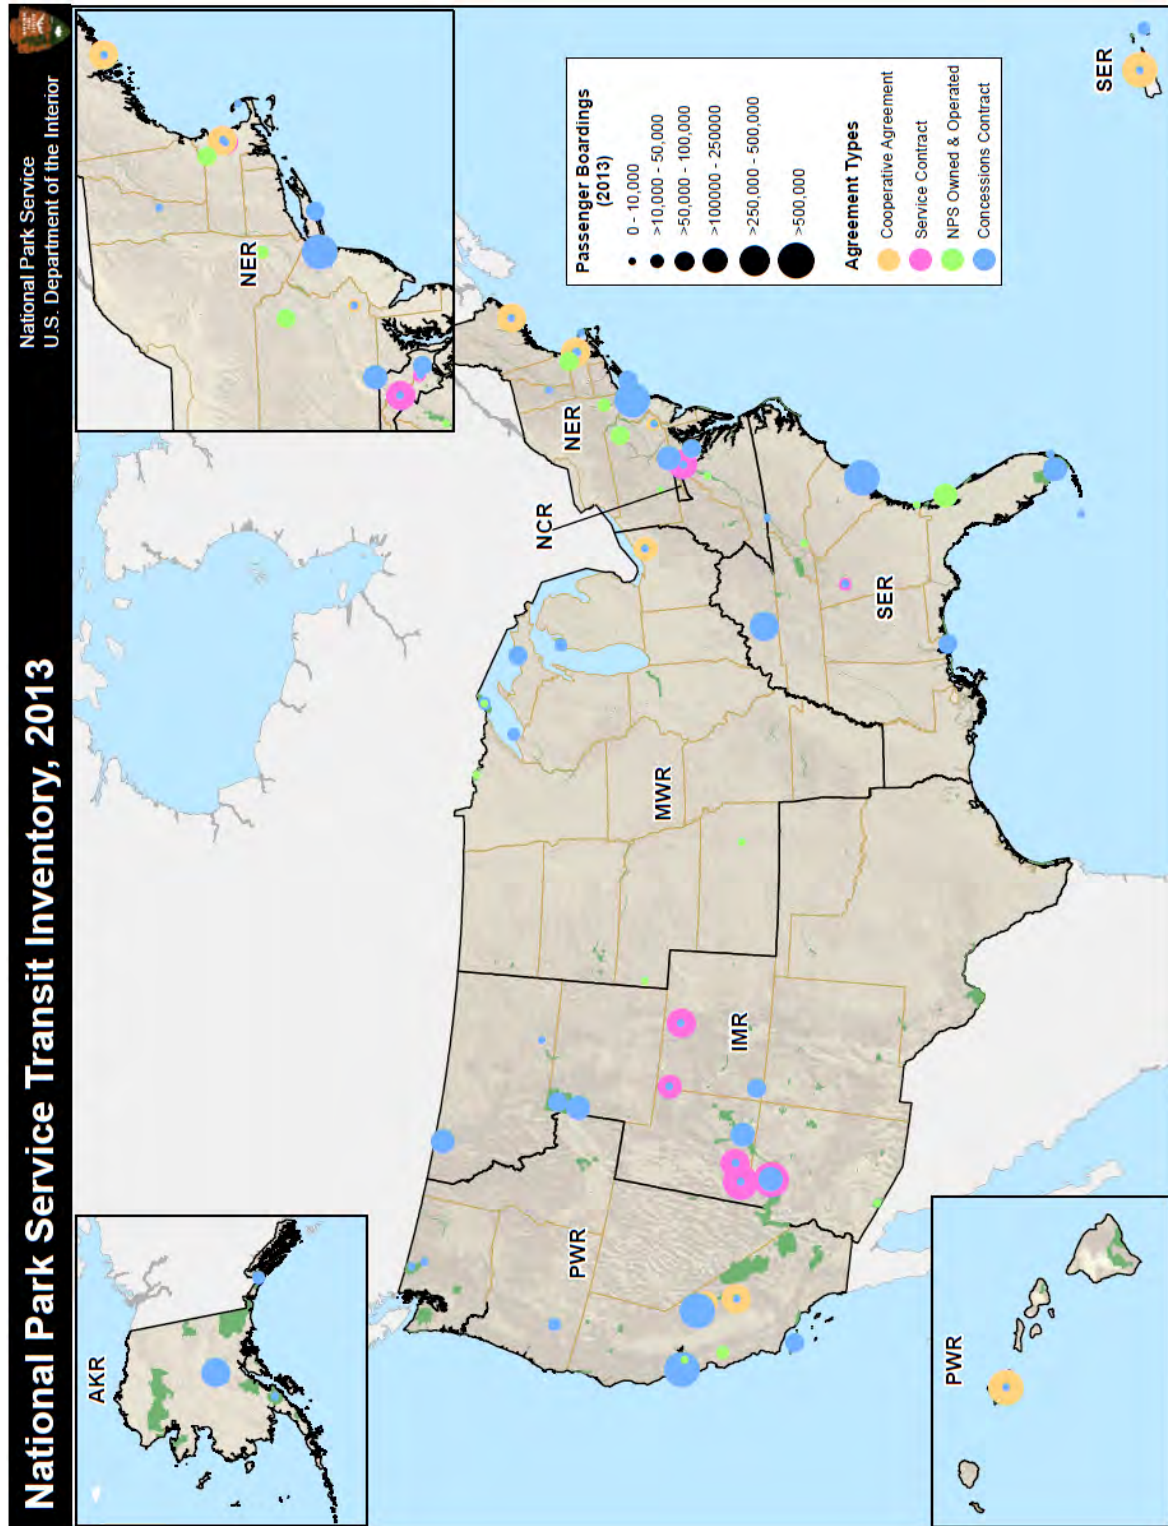 National Park Service Transit Inventory, 2013
National Park Service
U.S. Department of the Interior
AKR
NER
PWR
IMR
MWR
NCR
NER
SER
SER
PWR
Passenger Boardings
(2013)
0 - 10,000
>10,000 - 50,000
>50,000 - 100,000
>100000 - 250000
>250,000 - 500,000
>500,000
Agreement Types
Cooperative Agreement
Service Contract
NPS Owned & Operated
Concessions Contract